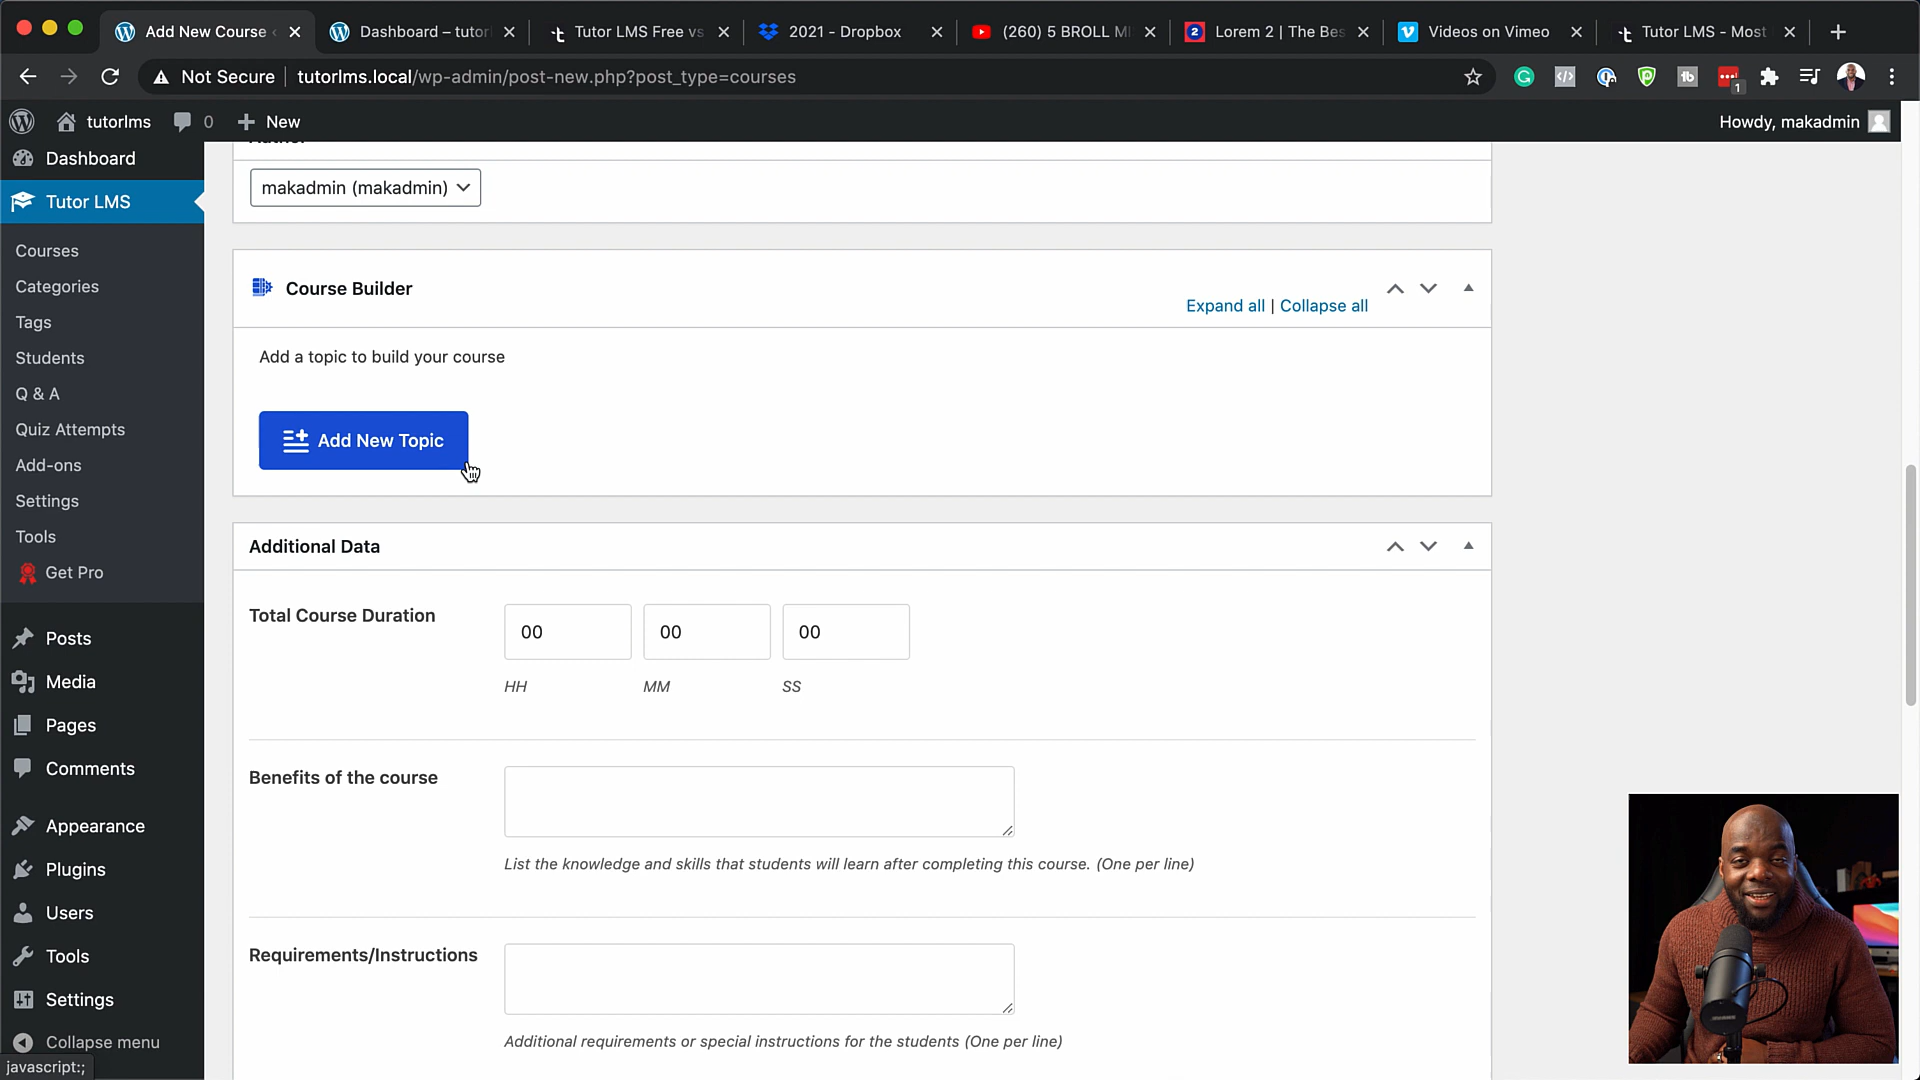 Add New Course
Dashboard – tutor
Tutor LMS Free vs
2021 - Dropbox
(260) 5 BROLL MI
Lorem 2 | The Bes
Videos on Vimeo
Tutor LMS - Most
Not Secure
tutorlms.local/wp-admin/post-new.php?post_type=courses
1
tutorlms
0
New
Howdy, makadmin
Dashboard
Tutor LMS
Courses
Categories
Tags
Students
Q & A
Quiz Attempts
Add-ons
Settings
Tools
Get Pro
Posts
Media
Pages
Comments
Appearance
Plugins
Users
Tools
Settings
Collapse menu
javascript:;
Author
makadmin (makadmin)
Course Builder
Expand all | Collapse all
Add a topic to build your course
Add New Topic
Additional Data
Total Course Duration
00 00 00
HH MM SS
Benefits of the course
List the knowledge and skills that students will learn after completing this course. (One per line)
Requirements/Instructions
Additional requirements or special instructions for the students (One per line)